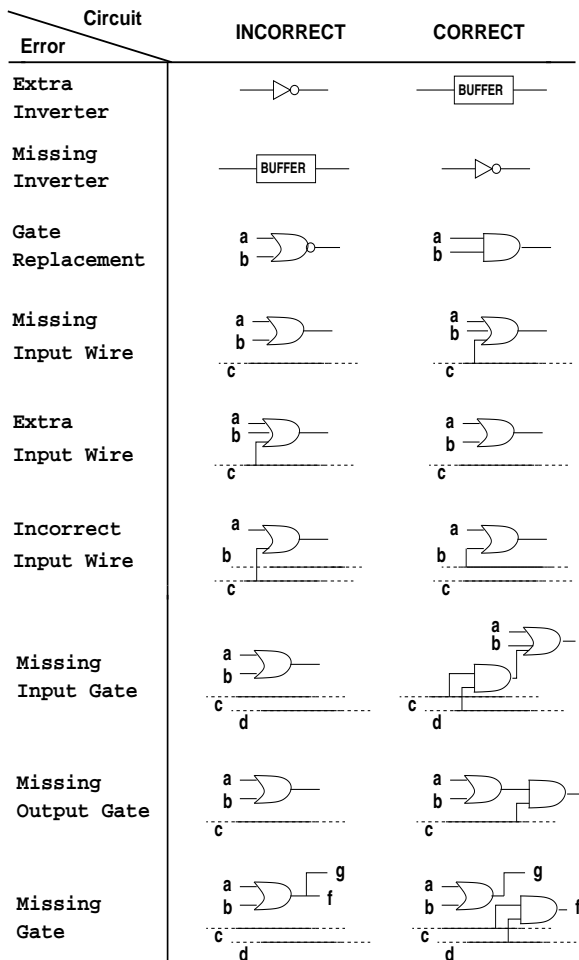 Circuit
Error
INCORRECT CORRECT
Extra
Inverter
BUFFER
Missing
Inverter
BUFFER
Gate
Replacement
a a
b b
Missing
Input Wire
a a
b b
c c
Extra
Input Wire
a a
b b
c c
Incorrect
Input Wire
a a
b b
c c
Missing
Input Gate
a
b
a
b
c c
d d
Missing
Output Gate
a a
b b
c c
Missing
Gate
g g
a a
f f
b b
c c
d d